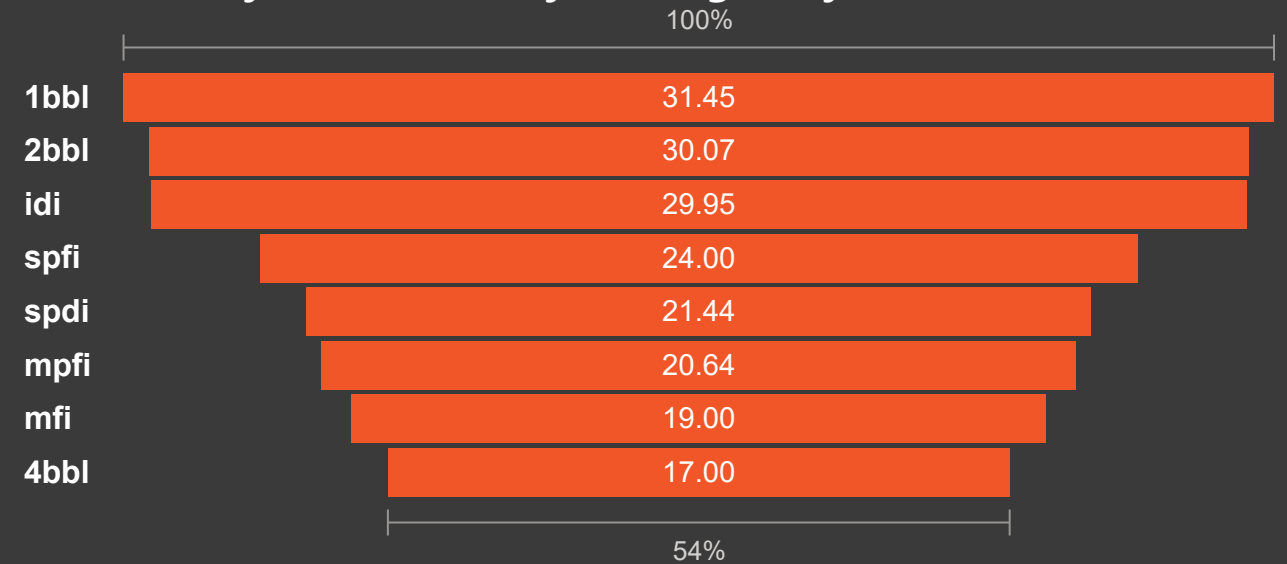 100%
1bbl 31.45
2bbl 30.07
idi 29.95
spfi 24.00
spdi 21.44
mpfi 20.64
mfi 19.00
4bbl 17.00
54%